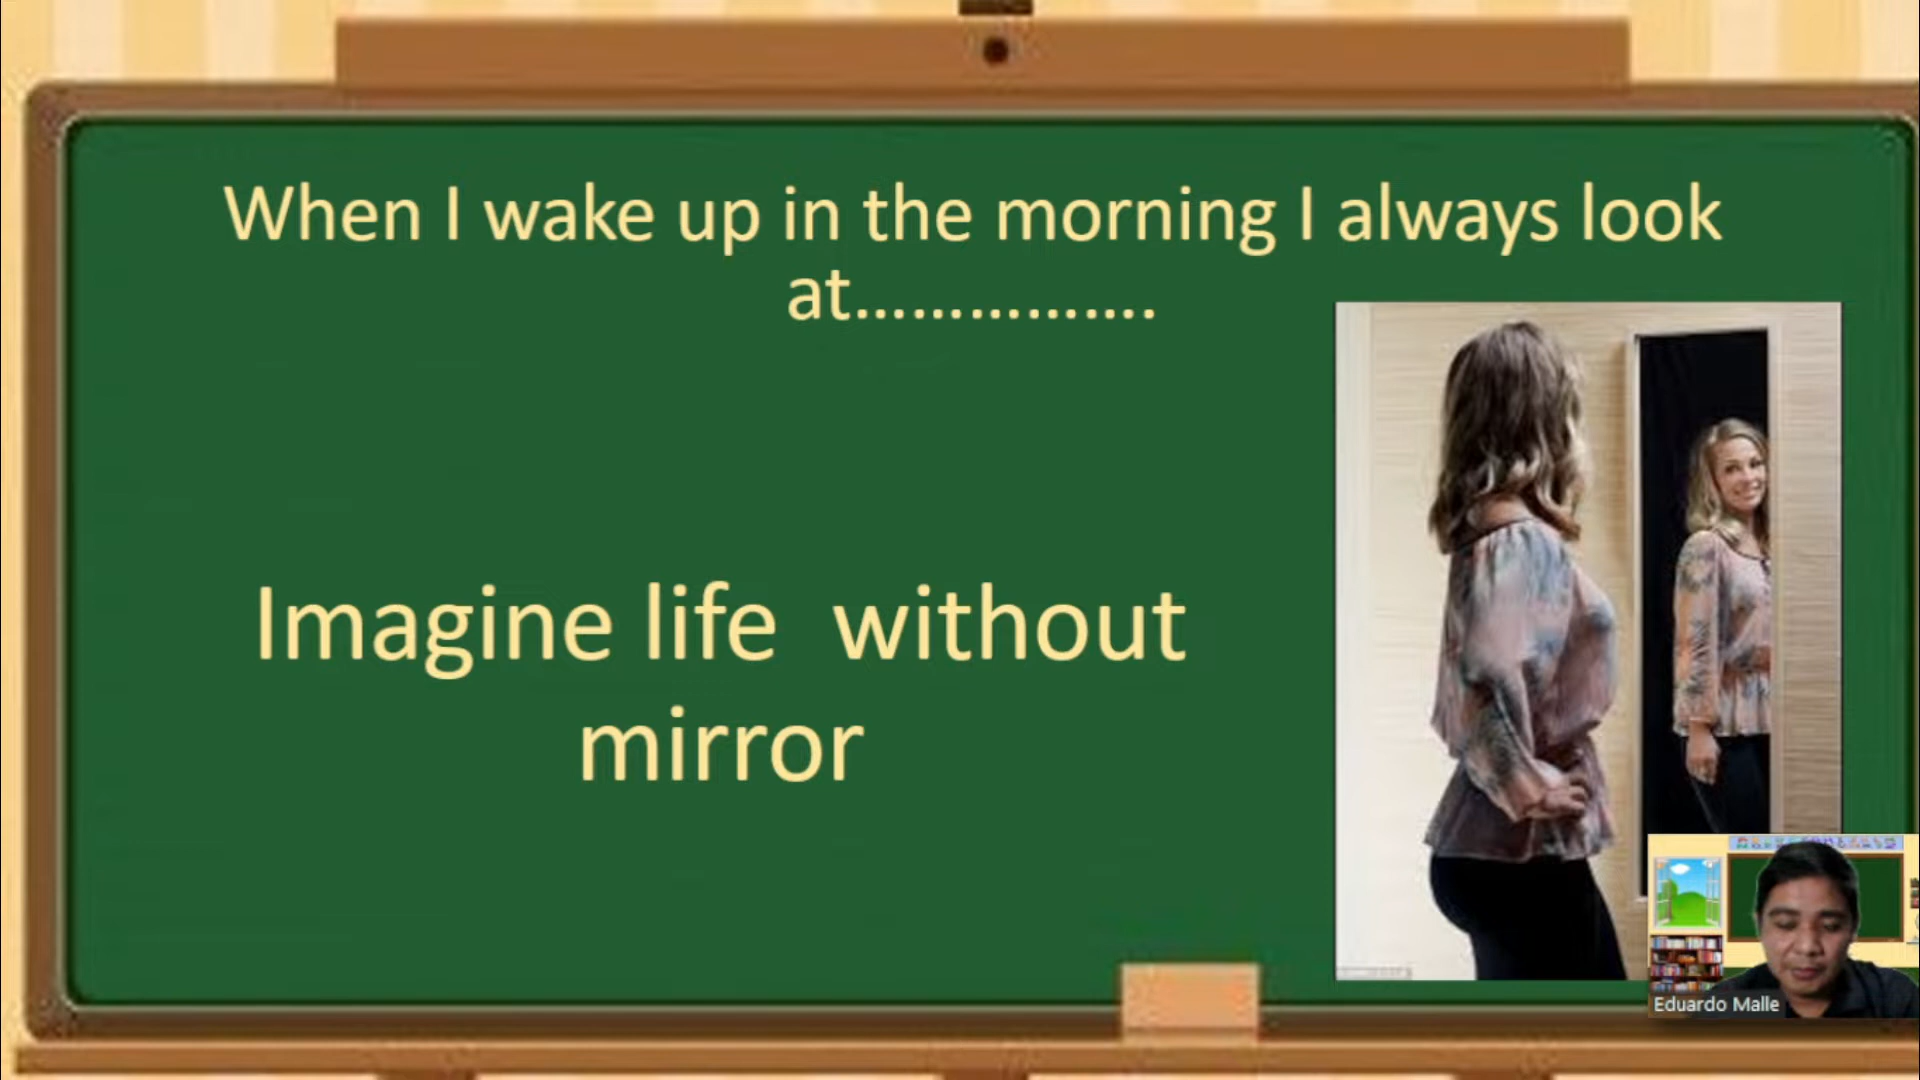 When I wake up in the morning I always look
at................
Imagine life  without
mirror
Eduardo Malle